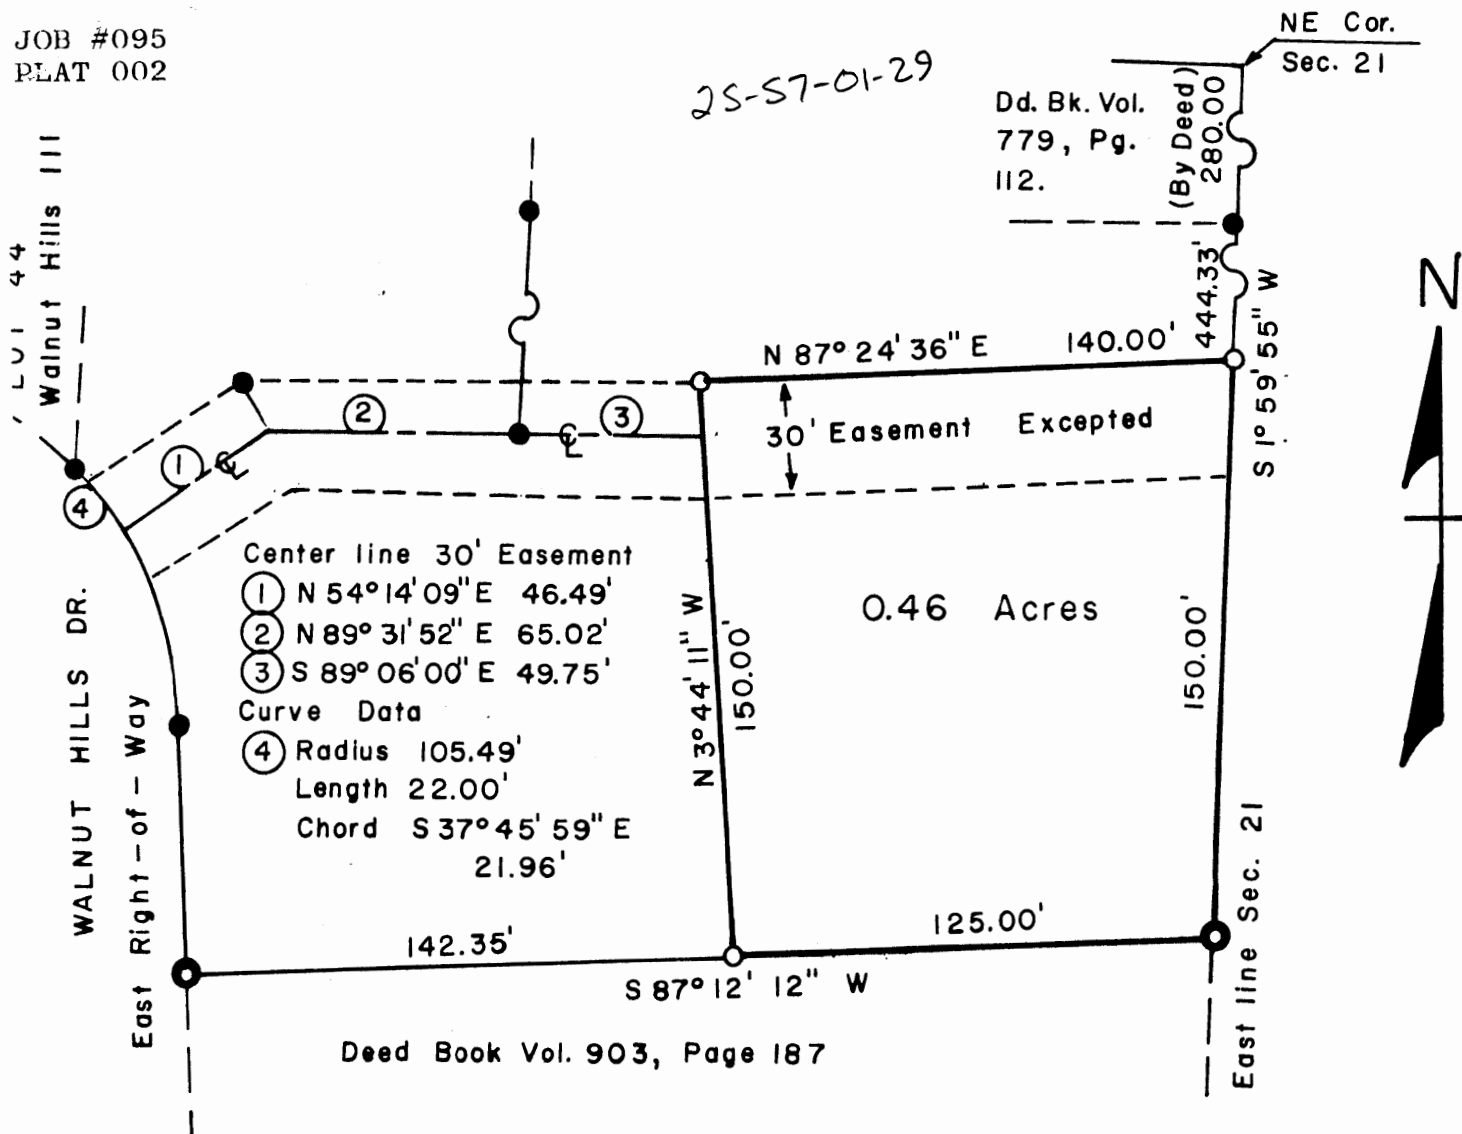 JOB #095
PLAT 002
25-57-01-29
NE Cor.
Sec. 21
Dd. Bk. Vol.
779, Pg.
112.
(By Deed)
280.00
LOT 44
Walnut Hills III
N
444.33'
S 1° 59' 55" W
N 87° 24' 36" E 140.00'
30' Easement Excepted
2
3
1
4
℄
℄
Center line 30' Easement
1 N 54° 14' 09" E 46.49'
2 N 89° 31' 52" E 65.02'
3 S 89° 06' 00" E 49.75'
Curve Data
4 Radius 105.49'
Length 22.00'
Chord S 37° 45' 59" E
21.96'
0.46 Acres
N 3° 44' 11" W
150.00'
150.00'
WALNUT HILLS DR.
East Right-of-Way
142.35'
125.00'
S 87° 12' 12" W
East line Sec. 21
Deed Book Vol. 903, Page 187